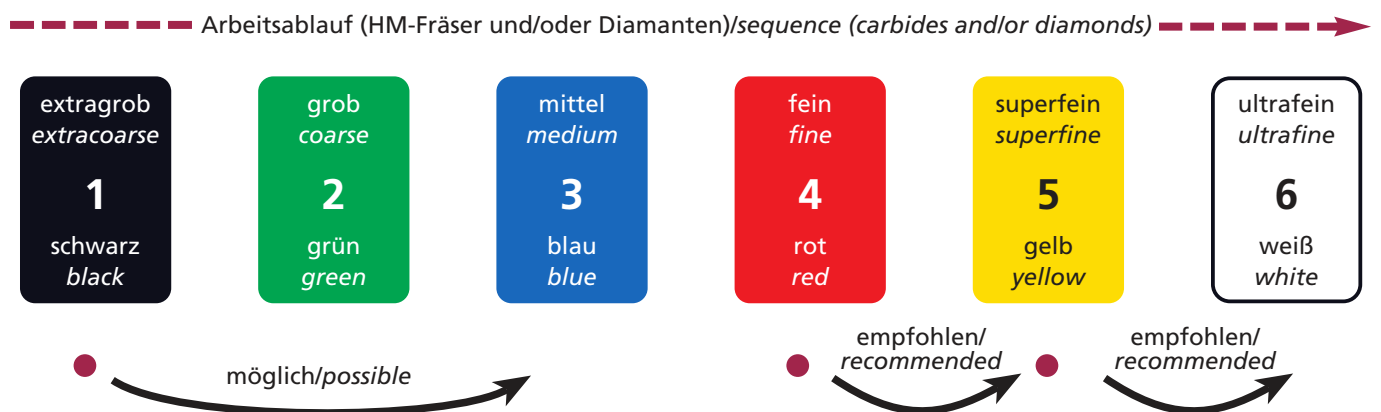 Arbeitsablauf (HM-Fräser und/oder Diamanten)/sequence (carbides and/or diamonds)
extragrob
extracoarse
1
schwarz
black
grob
coarse
2
grün
green
mittel
medium
3
blau
blue
fein
fine
4
rot
red
superfein
superfine
5
gelb
yellow
ultrafein
ultrafine
6
weiß
white
möglich/possible
empfohlen/
recommended
empfohlen/
recommended